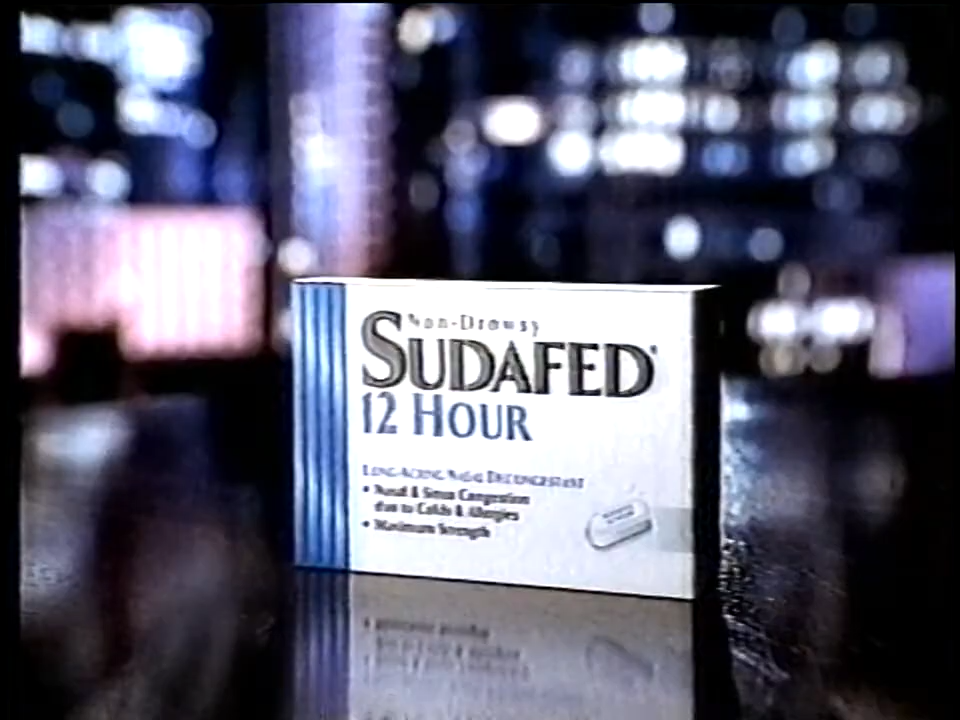 Non-Drowsy
SUDAFED®
12 HOUR
LONG-ACTING NASAL DECONGESTANT
• Nasal & Sinus Congestion
due to Colds & Allergies
• Maximum Strength